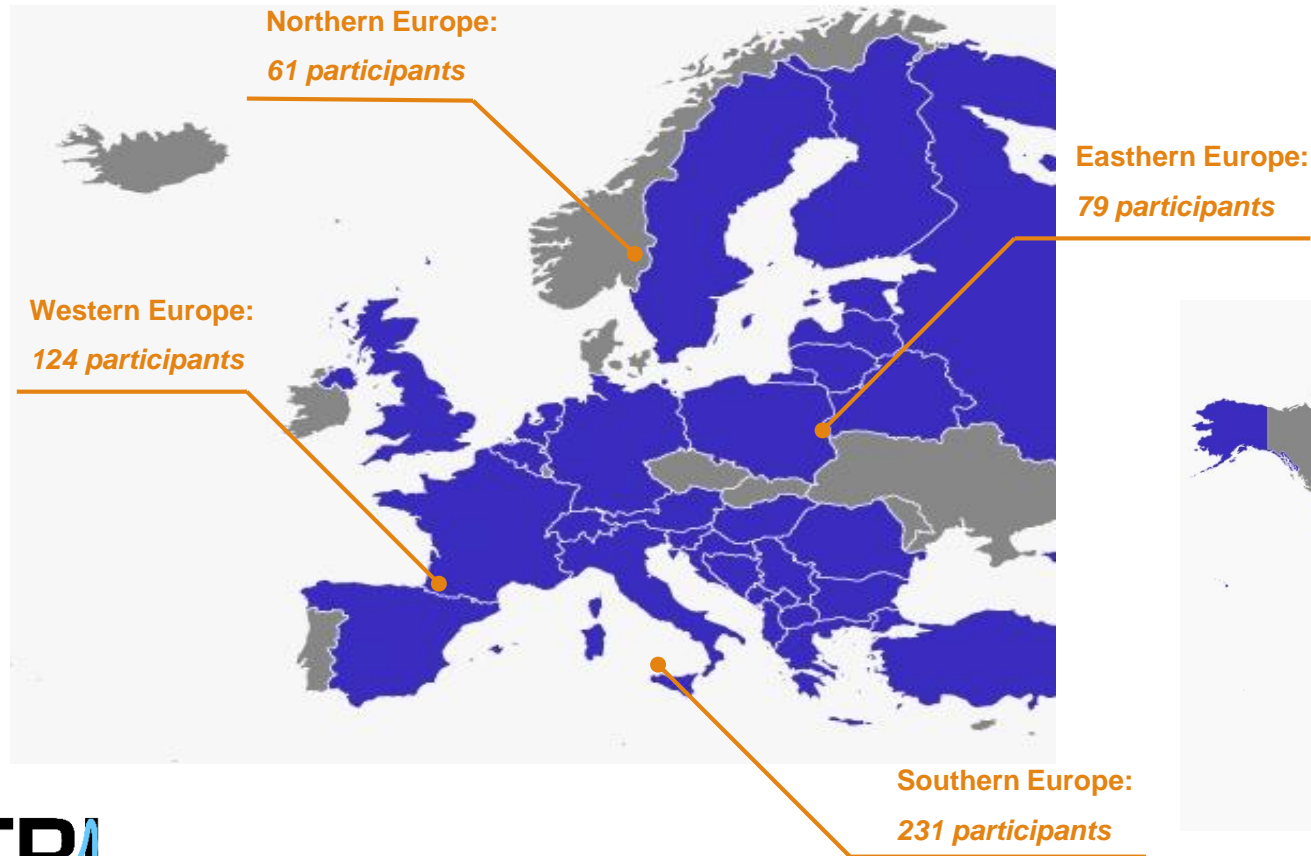 Northern Europe:
61 participants
Easthern Europe:
79 participants
Western Europe:
124 participants
Southern Europe:
231 participants